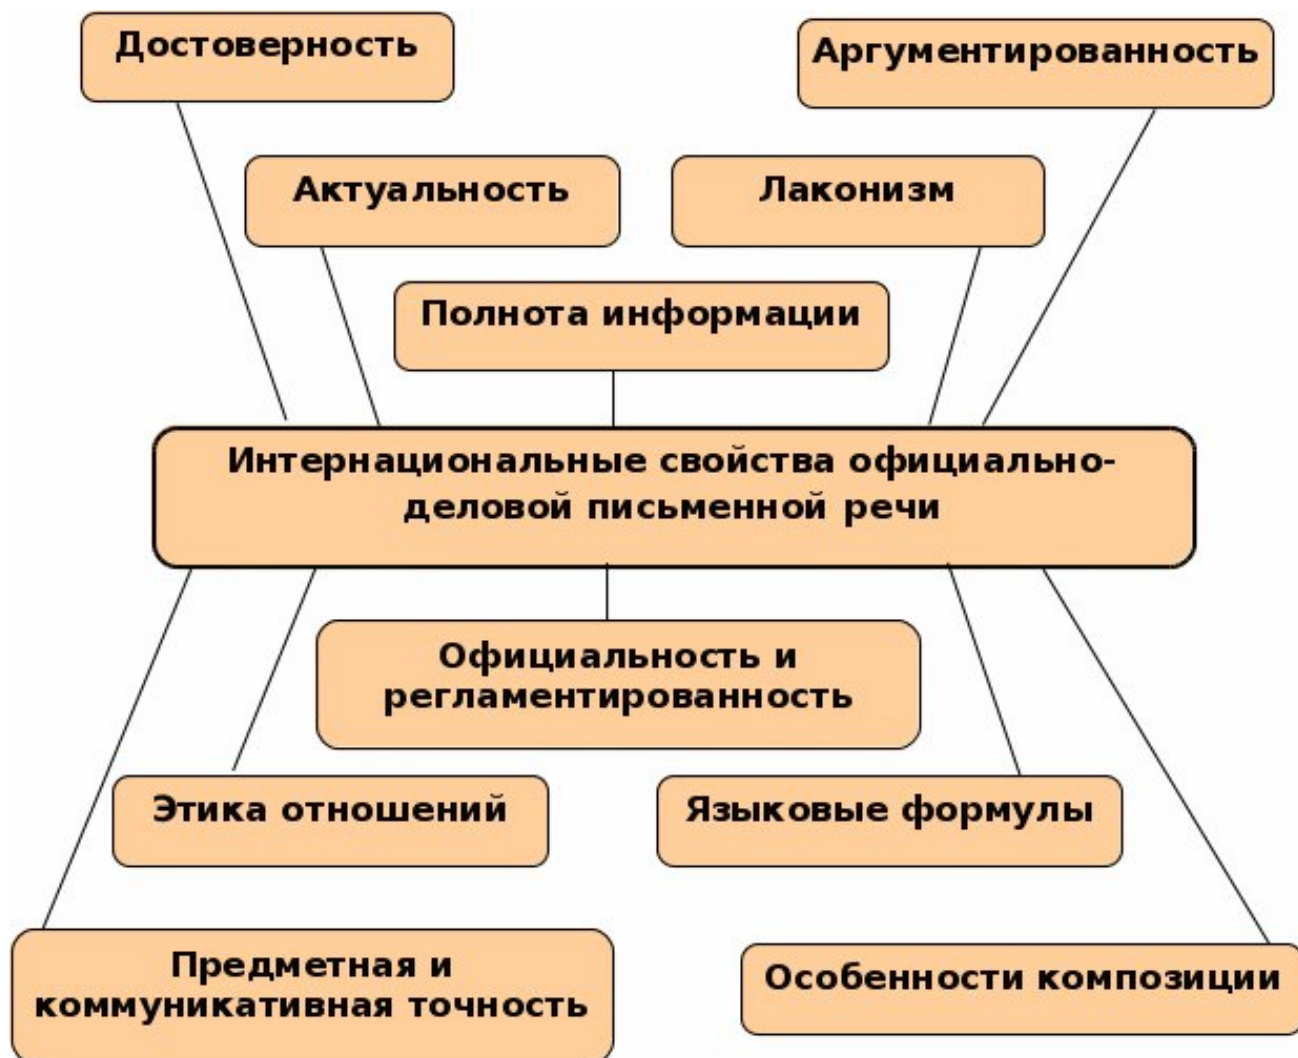 Достоверность
Аргументированность
Актуальность
Лаконизм
Полнота информации
Интернациональные свойства официально-
деловой письменной речи
Официальность и
регламентированность
Этика отношений
Языковые формулы
Предметная и
коммуникативная точность
Особенности композиции